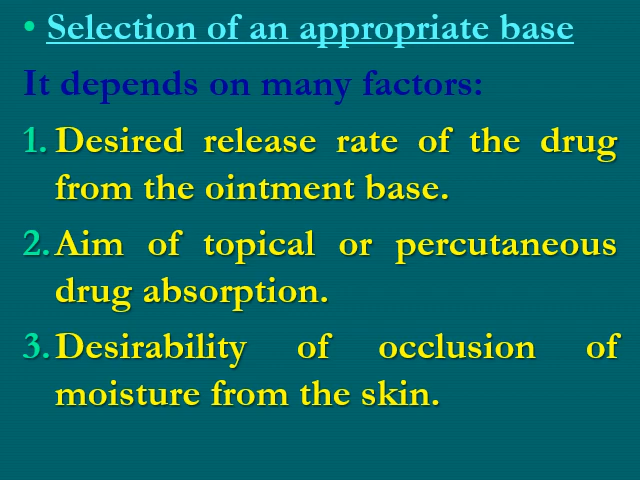 • Selection of an appropriate base
It depends on many factors:
1. Desired release rate of the drug
from the ointment base.
2. Aim of topical or percutaneous
drug absorption.
3. Desirability of occlusion of
moisture from the skin.